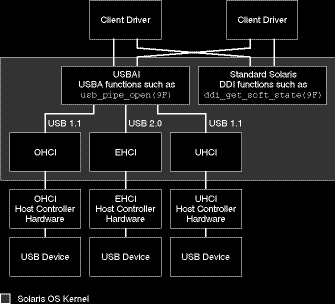 Client Driver
Client Driver
USBAI
USBA functions such as
usb_pipe_open(9F)
Standard Solaris
DDI functions such as
ddi_get_soft_state(9F)
USB 1.1
USB 2.0
USB 1.1
OHCI
EHCI
UHCI
OHCI
Host Controller
Hardware
EHCI
Host Controller
Hardware
UHCI
Host Controller
Hardware
USB Device
USB Device
USB Device
Solaris OS Kernel